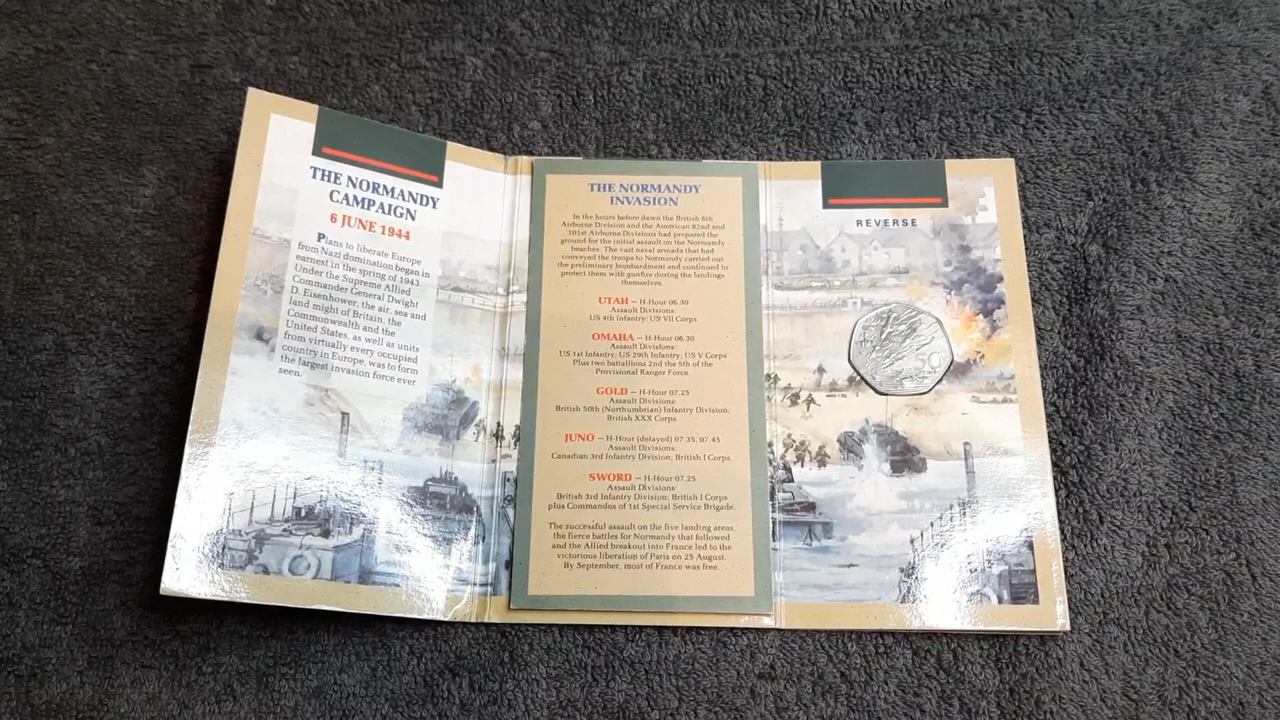 THE NORMANDY
CAMPAIGN
6 JUNE 1944
Plans to liberate Europe
from Nazi domination began in
earnest in the spring of 1943.
Under the Supreme Allied
Commander General Dwight
D. Eisenhower, the air, sea and
land might of Britain, the
Commonwealth and the
United States, as well as units
from virtually every occupied
country in Europe, was to form
the largest invasion force ever
seen.
THE NORMANDY
INVASION
In the hours before dawn the British 6th
Airborne Division and the American 82nd and
101st Airborne Divisions had prepared the
ground for the initial assault on the Normandy
beaches. The vast naval armada that had
conveyed the troops to Normandy carried out
the preliminary bombardment and continued to
protect them with gunfire during the landings
themselves.
UTAH – H-Hour 06.30
Assault Divisions:
US 4th Infantry; US VII Corps
OMAHA – H-Hour 06.30
Assault Divisions:
US 1st Infantry; US 29th Infantry; US V Corps
Plus two battallions 2nd the 5th of the
Provisional Ranger Force.
GOLD – H-Hour 07.25
Assault Divisions:
British 50th (Northumbrian) Infantry Division;
British XXX Corps.
JUNO – H-Hour (delayed) 07.35, 07.45
Assault Divisions:
Canadian 3rd Infantry Division; British I Corps.
SWORD – H-Hour 07.25
Assault Divisions:
British 3rd Infantry Division; British I Corps
plus Commandos of 1st Special Service Brigade.
The successful assault on the five landing areas,
the fierce battles for Normandy that followed
and the Allied breakout into France led to the
victorious liberation of Paris on 25 August.
By September, most of France was free.
REVERSE
50